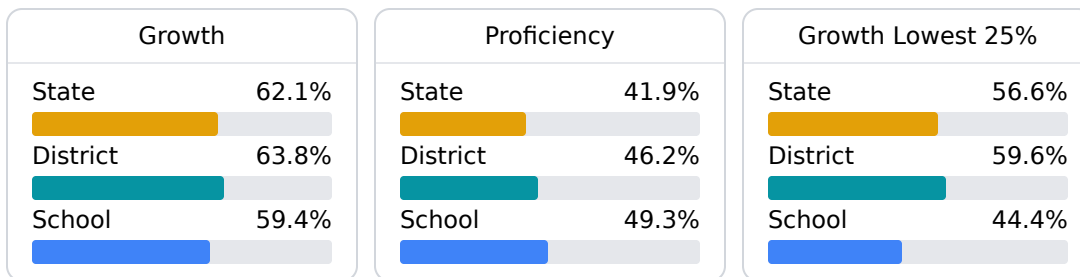 Growth
State 62.1%
District 63.8%
School 59.4%
Proficiency
State 41.9%
District 46.2%
School 49.3%
Growth Lowest 25%
State 56.6%
District 59.6%
School 44.4%